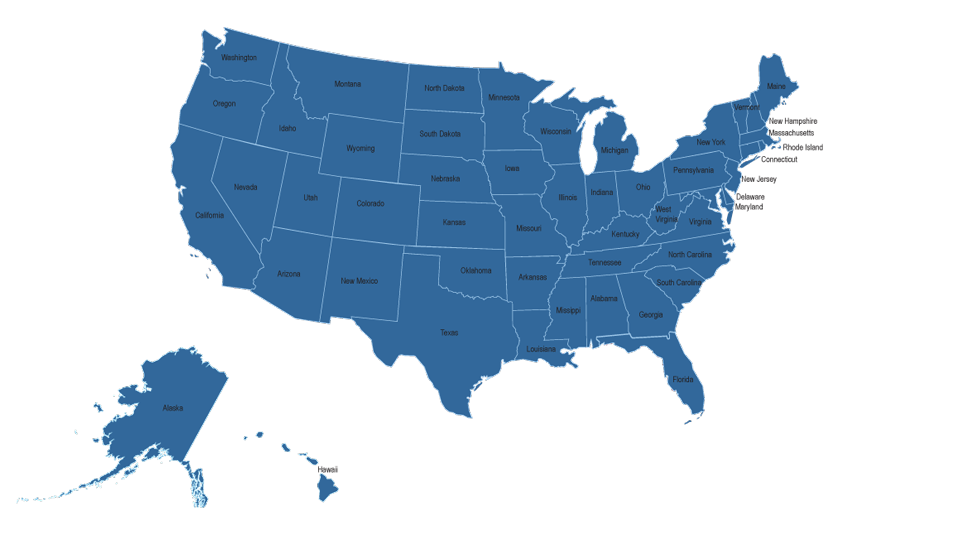 Washington
Montana
North Dakota
Minnesota
Maine
Vermont
Oregon
Idaho
South Dakota
Wisconsin
New Hampshire
Massachusetts
Wyoming
Michigan
New York
Rhode Island
Connecticut
Iowa
Pennsylvania
Nebraska
New Jersey
Nevada
Utah
Colorado
Illinois
Indiana
Ohio
Delaware
Maryland
California
Kansas
Missouri
West
Virginia
Virginia
Kentucky
North Carolina
Tennessee
Arizona
New Mexico
Oklahoma
Arkansas
South Carolina
Missippi
Alabama
Georgia
Texas
Louisiana
Florida
Alaska
Hawaii